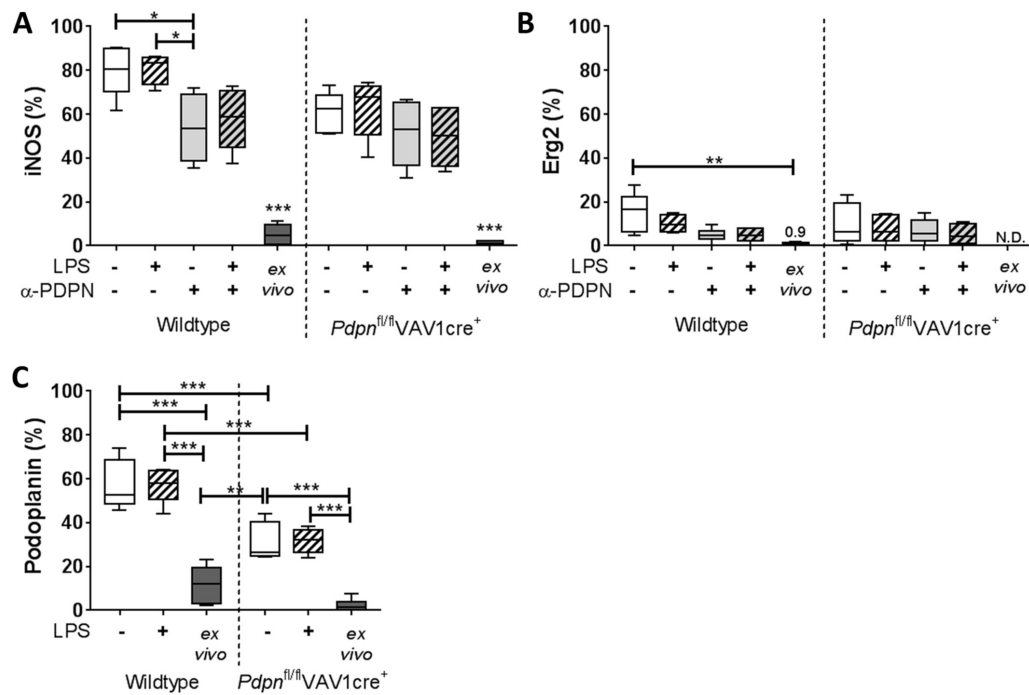 A
iNOS (%)
100
80
60
40
20
0
*
*
***
***
LPS - + - + ex vivo - + - + ex vivo
α-PDPN - - + + - - + +
Wildtype Pdpnfl/flVAV1cre+
B
Erg2 (%)
100
80
60
40
20
0
**
0.9
N.D.
LPS - + - + ex vivo - + - + ex vivo
α-PDPN - - + + - - + +
Wildtype Pdpnfl/flVAV1cre+
C
Podoplanin (%)
100
80
60
40
20
0
***
***
***
***
** ***
***
LPS - + ex vivo - + ex vivo
Wildtype Pdpnfl/flVAV1cre+